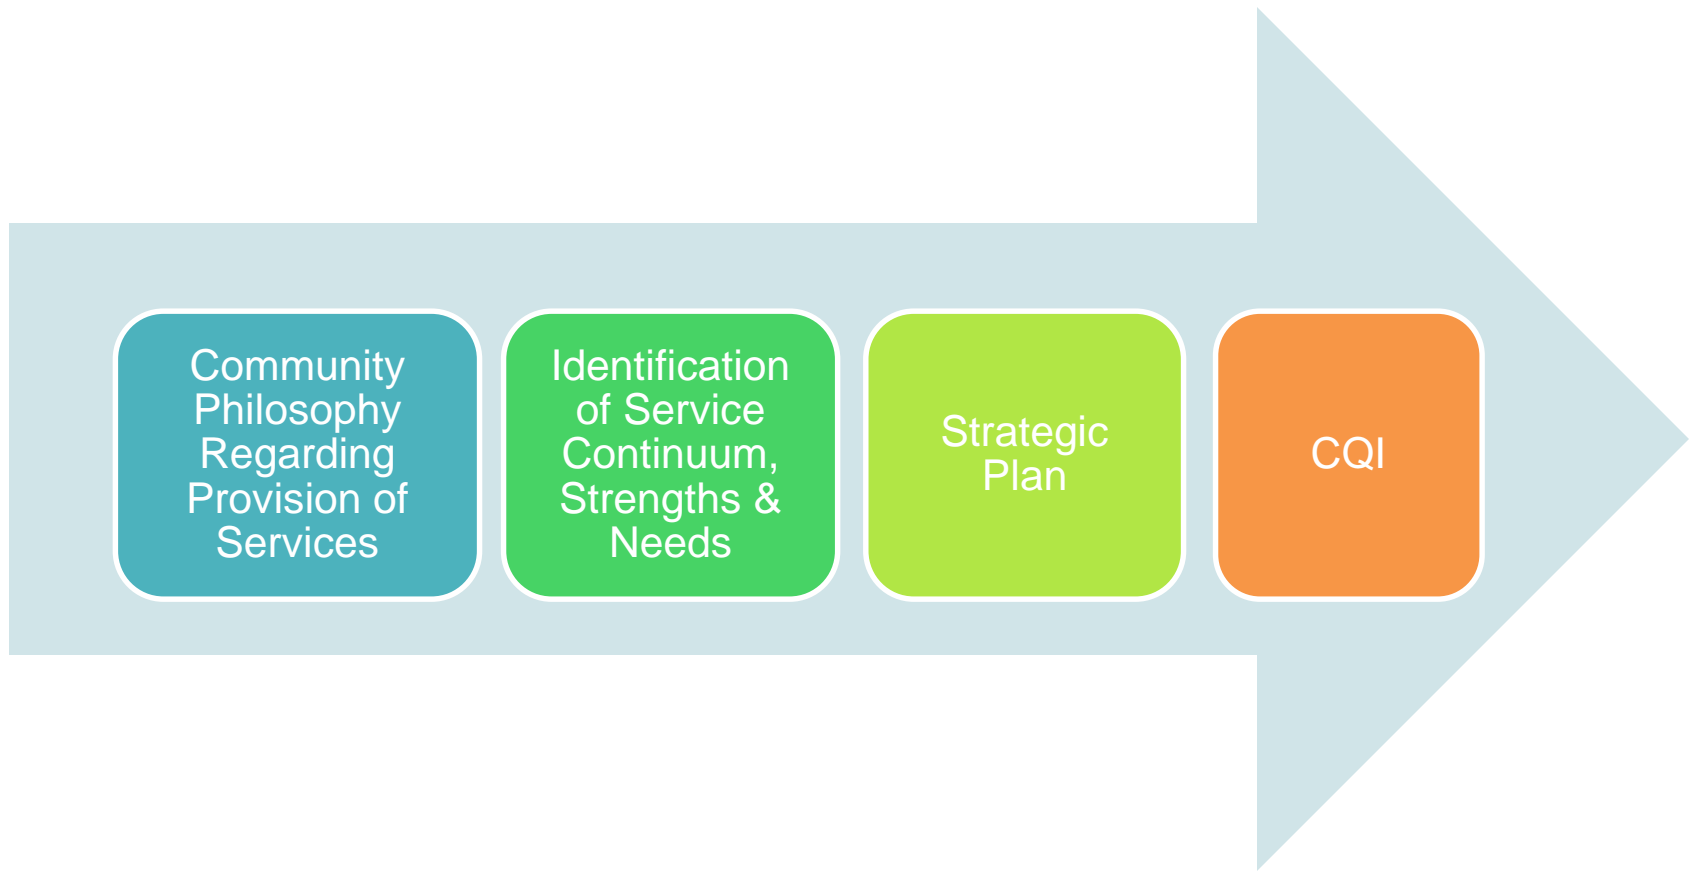 Community
Philosophy
Regarding
Provision of
Services
Identification
of Service
Continuum,
Strengths &
Needs
Strategic
Plan
CQI